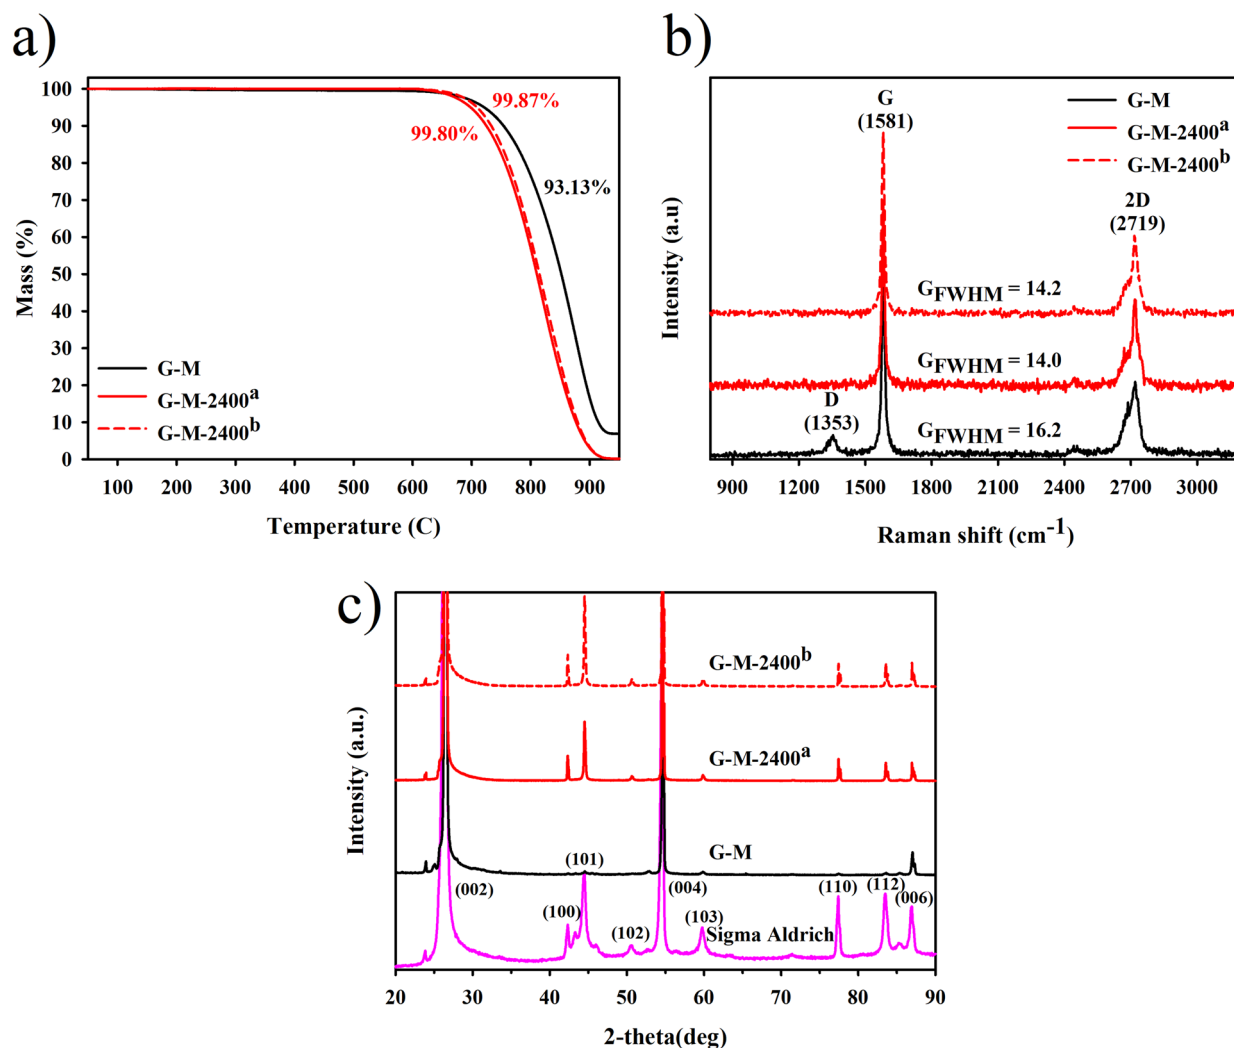 a)
100
90
80
70
60
50
40
30
20
10
0
Mass (%)
99.87%
99.80%
93.13%
G-M
G-M-2400a
G-M-2400b
100 200 300 400 500 600 700 800 900
Temperature (C)
b)
Intensity (a.u)
G
(1581)
G-M
G-M-2400a
G-M-2400b
2D
(2719)
GFWHM = 14.2
GFWHM = 14.0
D
(1353)
GFWHM = 16.2
900 1200 1500 1800 2100 2400 2700 3000
Raman shift (cm-1)
c)
Intensity (a.u.)
G-M-2400b
G-M-2400a
G-M
(002)
(100)
(101)
(102)
(004)
(103)
Sigma Aldrich
(110)
(112)
(006)
20 30 40 50 60 70 80 90
2-theta(deg)